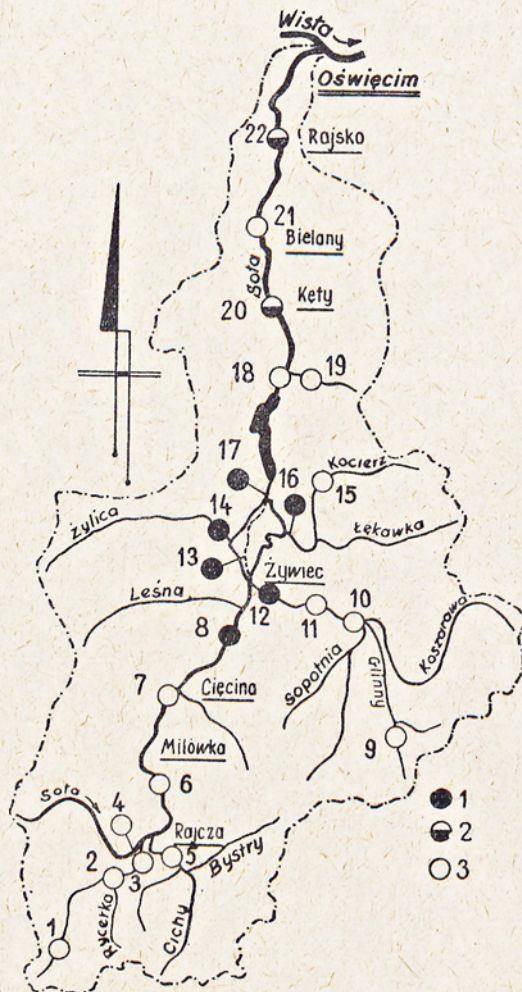 Wisła
Oświęcim
22
Rajsko
21
Bielany
Soła
20
Kęty
18
19
17
16
Kocierz
15
14
Żylica
Łękawka
13
Żywiec
Leśna
12
11
10
8
Koszarawa
Sopotnia
Glinny
7
Cięcina
9
Milówka
6
1
Soła
4
2
Rajcza
3
2
3
5
Bystry
1
Rycerka
Cichy